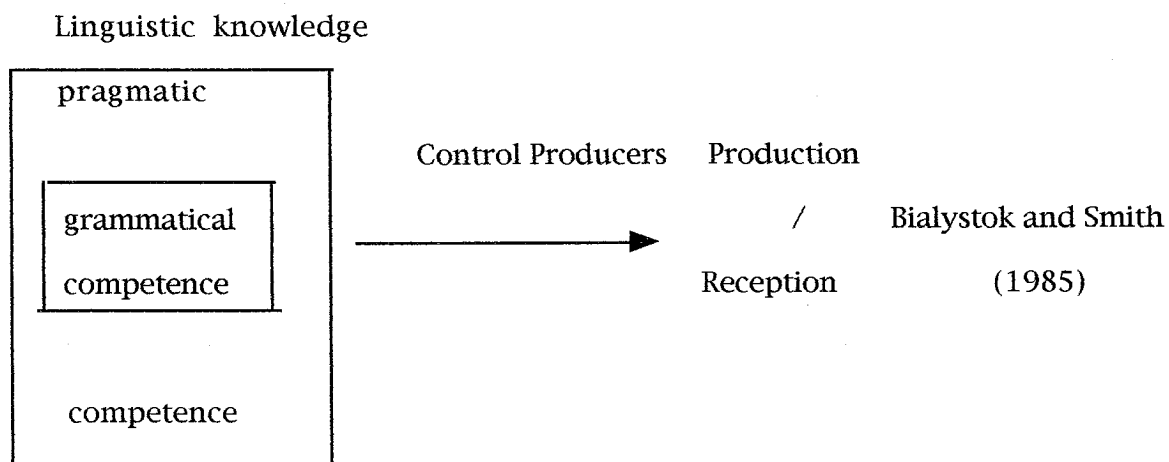 Linguistic knowledge
pragmatic
Control Producers Production
grammatical / Bialystok and Smith
competence Reception (1985)
competence